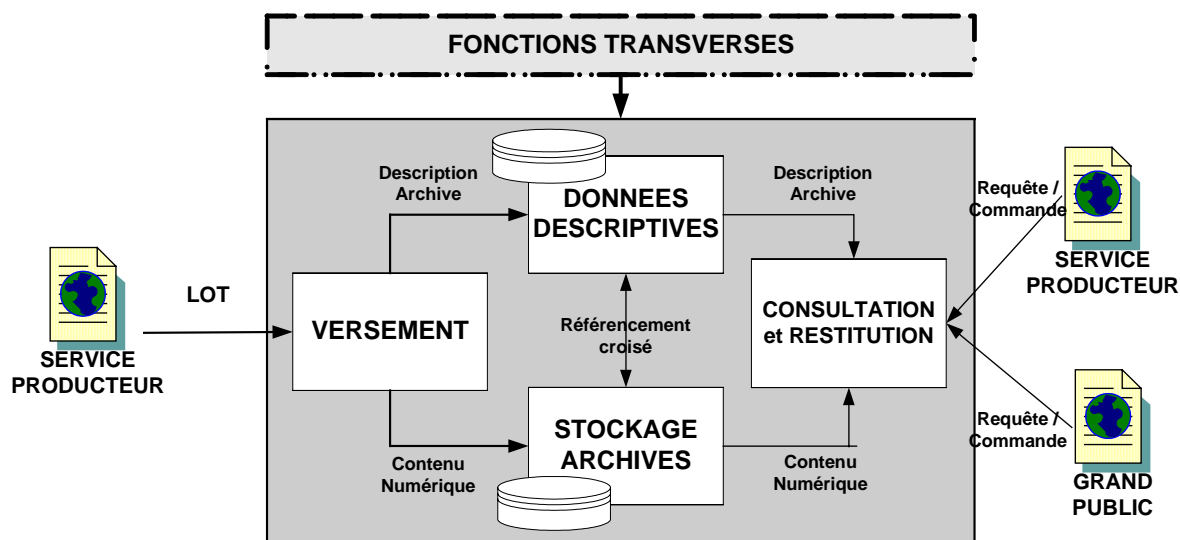 FONCTIONS TRANSVERSES
Description
Archive
DONNEES
DESCRIPTIVES
Description
Archive
Requête /
Commande
SERVICE
PRODUCTEUR
LOT
SERVICE
PRODUCTEUR
VERSEMENT
Référencement
croisé
CONSULTATION
et RESTITUTION
Contenu
Numérique
STOCKAGE
ARCHIVES
Contenu
Numérique
Requête /
Commande
GRAND
PUBLIC